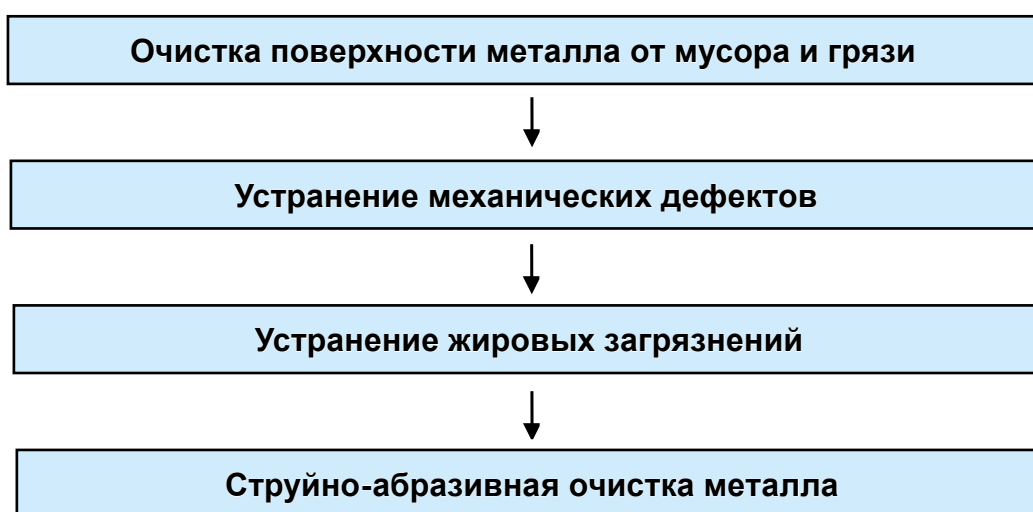 Очистка поверхности металла от мусора и грязи
Устранение механических дефектов
Устранение жировых загрязнений
Струйно-абразивная очистка металла